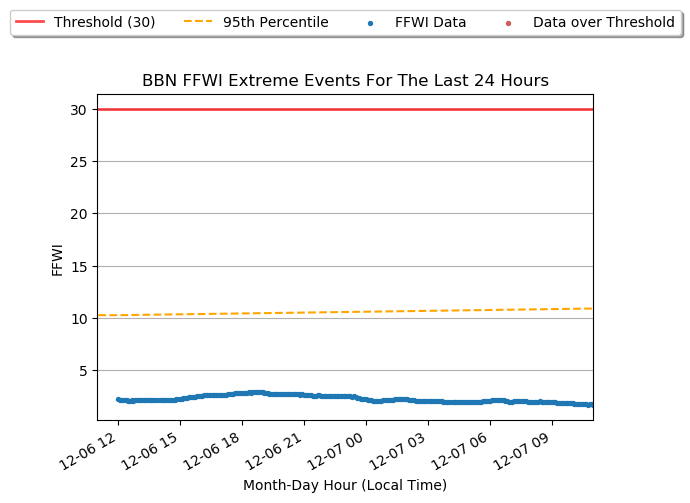 Threshold (30) 95th Percentile FFWI Data Data over Threshold
BBN FFWI Extreme Events For The Last 24 Hours
30
25
20
15
10
5
FFWI
12-06 12 12-06 15 12-06 18 12-06 21 12-07 00 12-07 03 12-07 06 12-07 09
Month-Day Hour (Local Time)